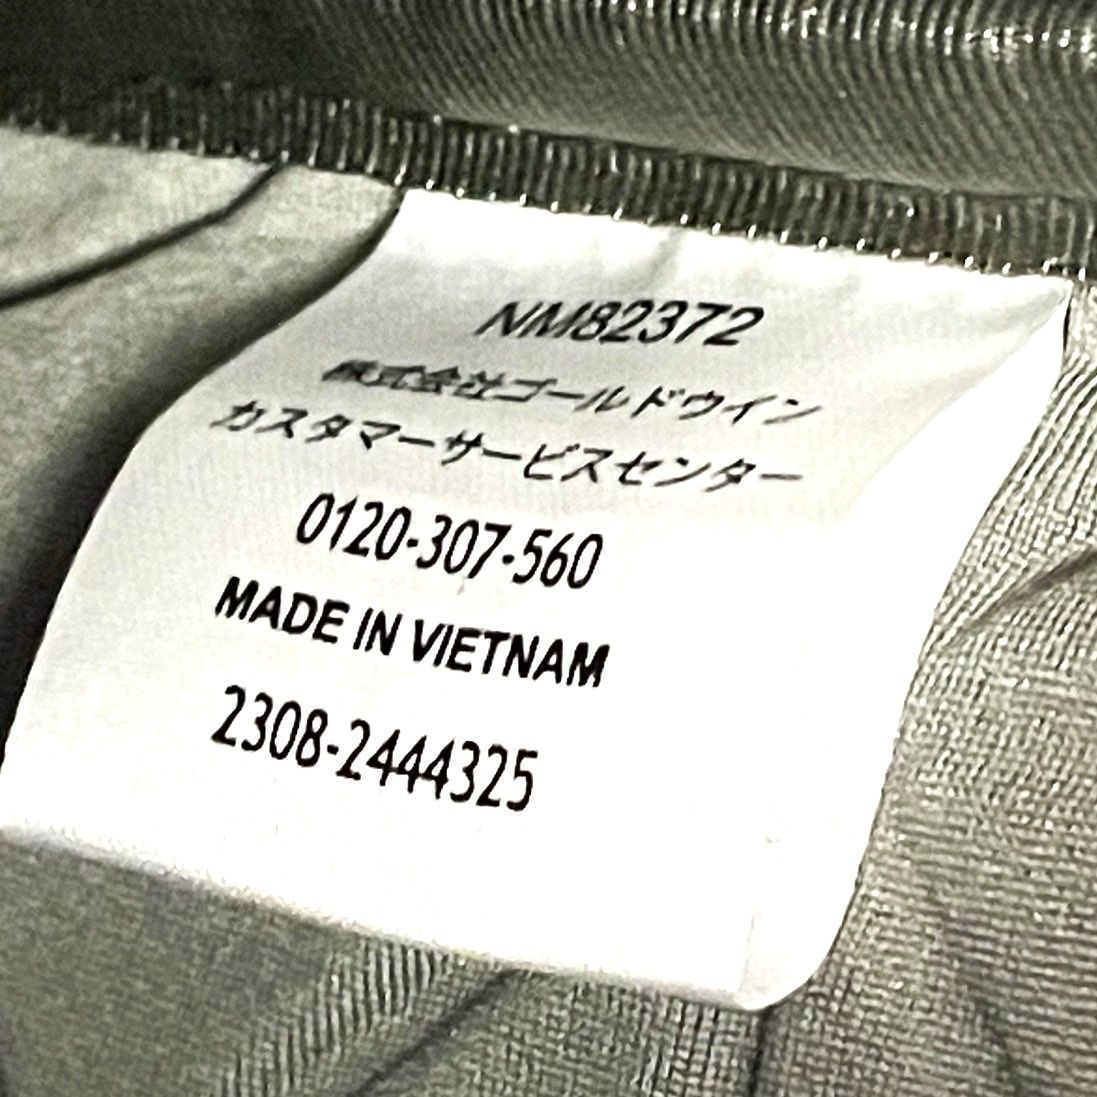 NM82372
株式会社ゴールドウイン
カスタマーサービスセンター
0120-307-560
MADE IN VIETNAM
2308-2444325